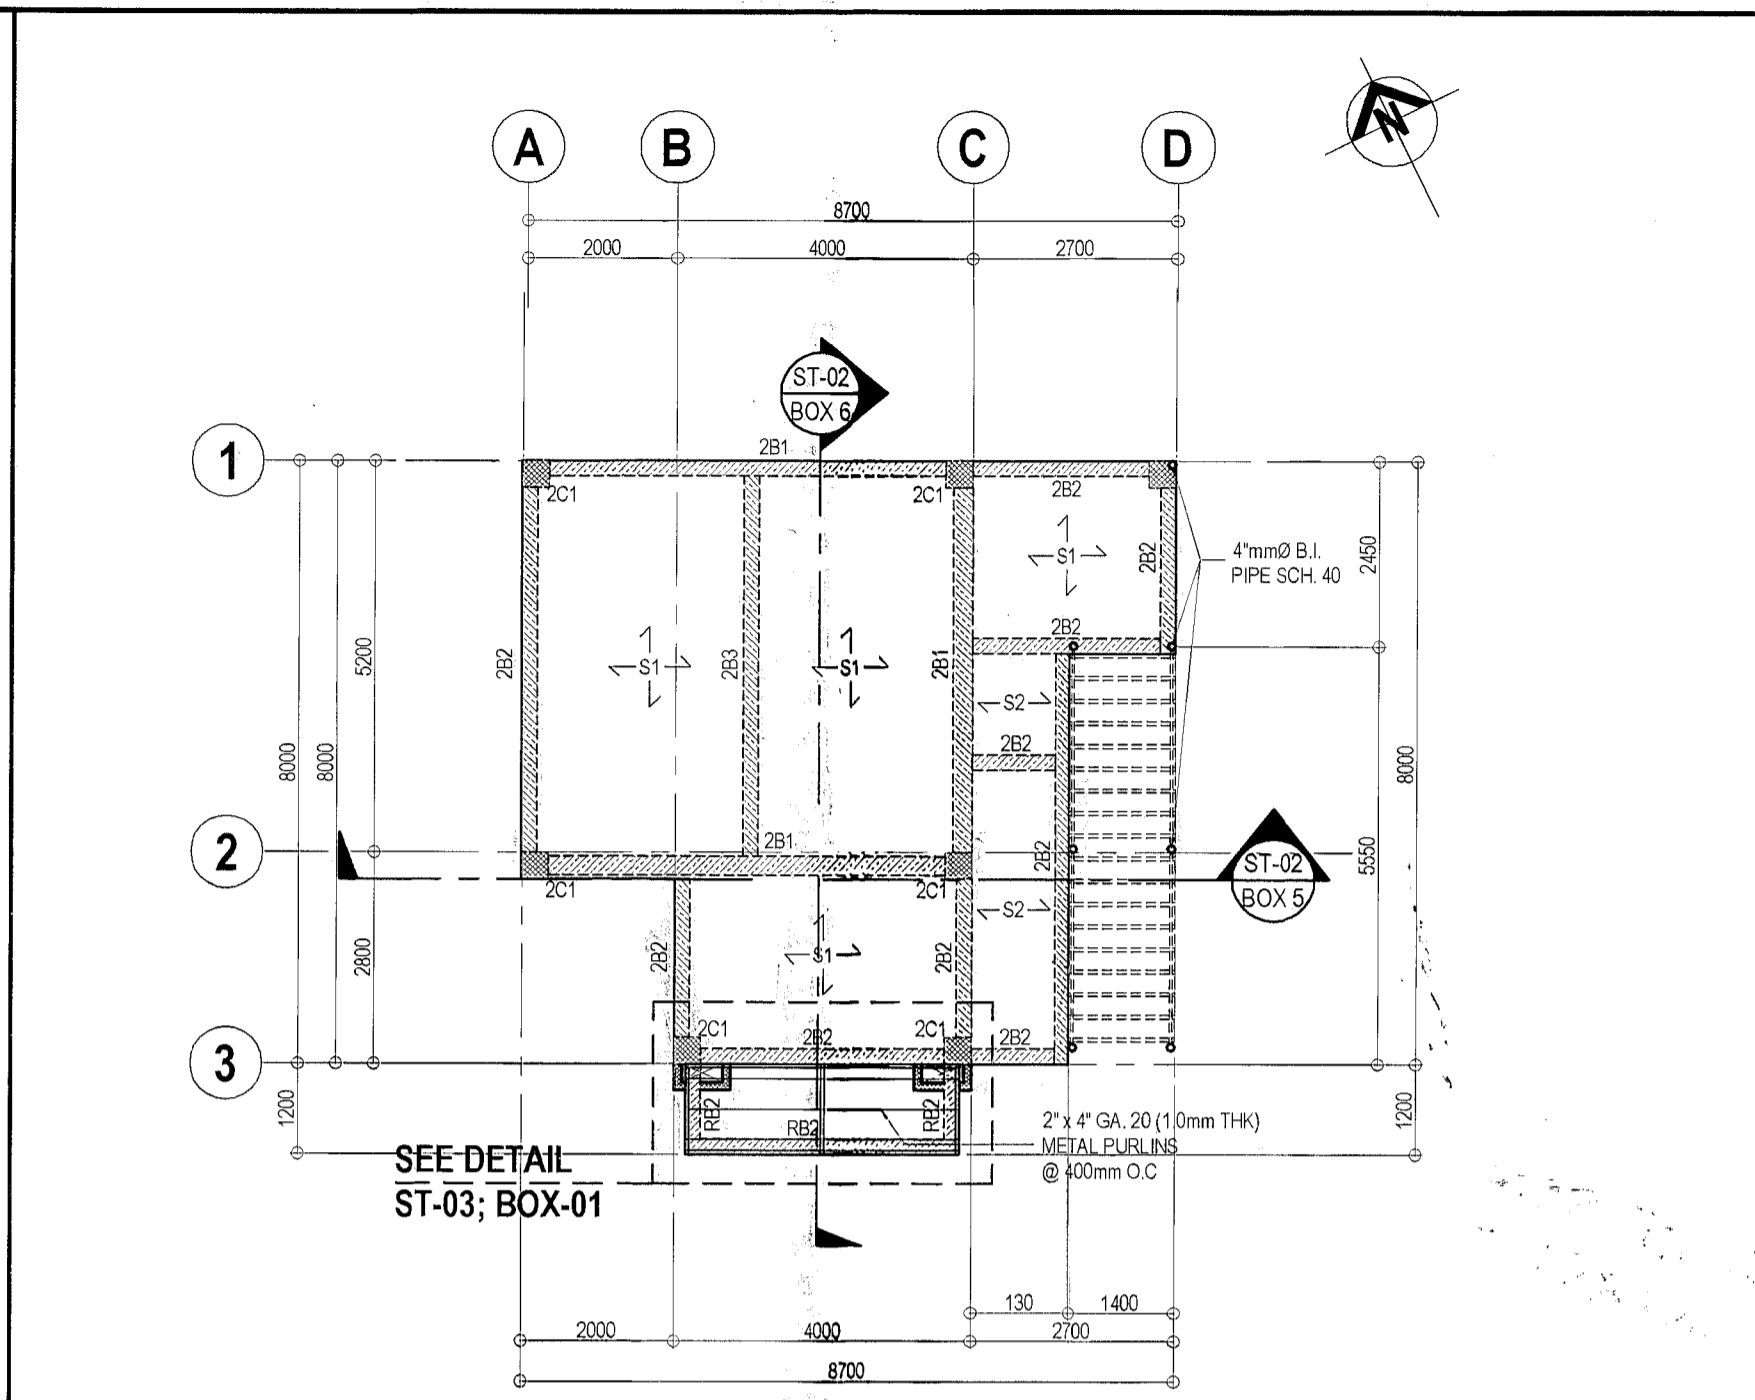 N
A
B
C
D
8700
2000
4000
2700
ST-02
BOX 6
1
2B1
2C1
2C1
2B2
2B2
4"mmØ B.I.
PIPE SCH. 40
2450
S1
2B2
5200
2B2
S1
2B3
S1
2B1
S2
2B2
8000
8000
8000
2
2B1
2C1
2C1
2B2
5550
ST-02
BOX 5
S2
2800
2B2
S1
2B2
3
2C1
2B2
2C1
2B2
1200
RB2
RB2
RB2
1200
2" x 4" GA. 20 (1.0mm THK)
METAL PURLINS
@ 400mm O.C
SEE DETAIL
ST-03; BOX-01
130
1400
2000
4000
2700
8700